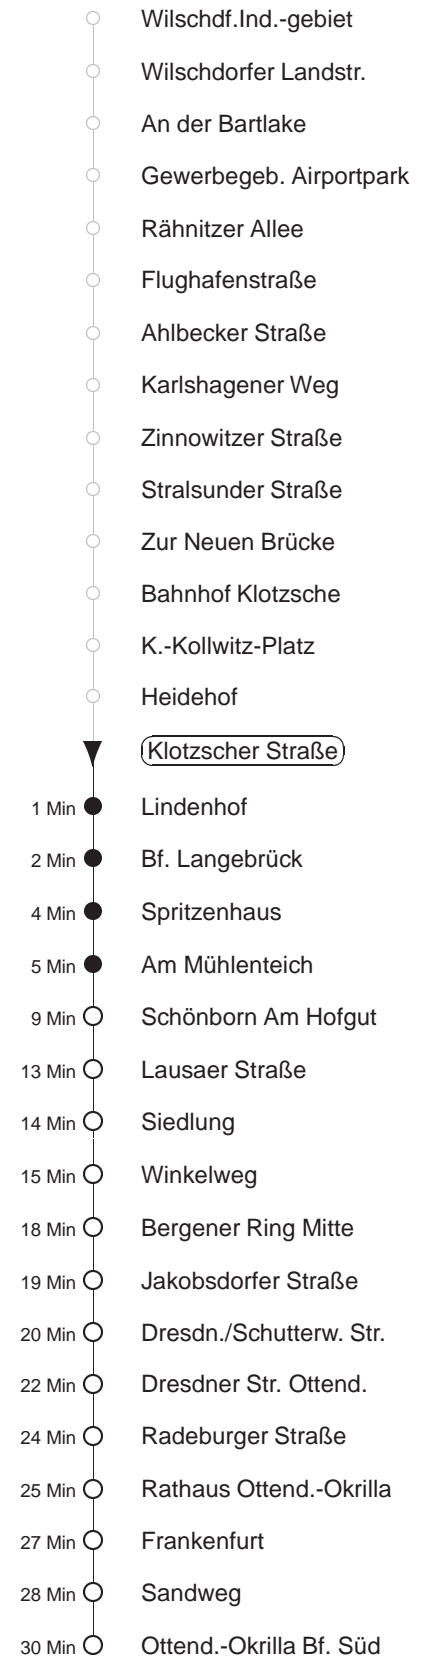 Wilschdf.Ind.-gebiet
Wilschdorfer Landstr.
An der Bartlake
Gewerbegeb. Airportpark
Rähnitzer Allee
Flughafenstraße
Ahlbecker Straße
Karlshagener Weg
Zinnowitzer Straße
Stralsunder Straße
Zur Neuen Brücke
Bahnhof Klotzsche
K.-Kollwitz-Platz
Heidehof
Klotzscher Straße
1 Min Lindenhof
2 Min Bf. Langebrück
4 Min Spritzenhaus
5 Min Am Mühlenteich
9 Min Schönborn Am Hofgut
13 Min Lausaer Straße
14 Min Siedlung
15 Min Winkelweg
18 Min Bergener Ring Mitte
19 Min Jakobsdorfer Straße
20 Min Dresdn./Schutterw. Str.
22 Min Dresdner Str. Ottend.
24 Min Radeburger Straße
25 Min Rathaus Ottend.-Okrilla
27 Min Frankenfurt
28 Min Sandweg
30 Min Ottend.-Okrilla Bf. Süd